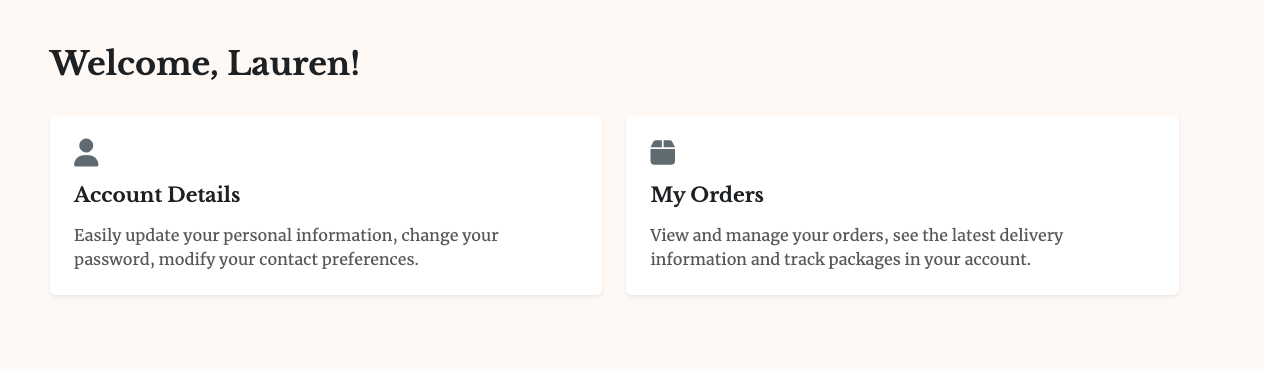 Welcome, Lauren!
Account Details
Easily update your personal information, change your
password, modify your contact preferences.
My Orders
View and manage your orders, see the latest delivery
information and track packages in your account.